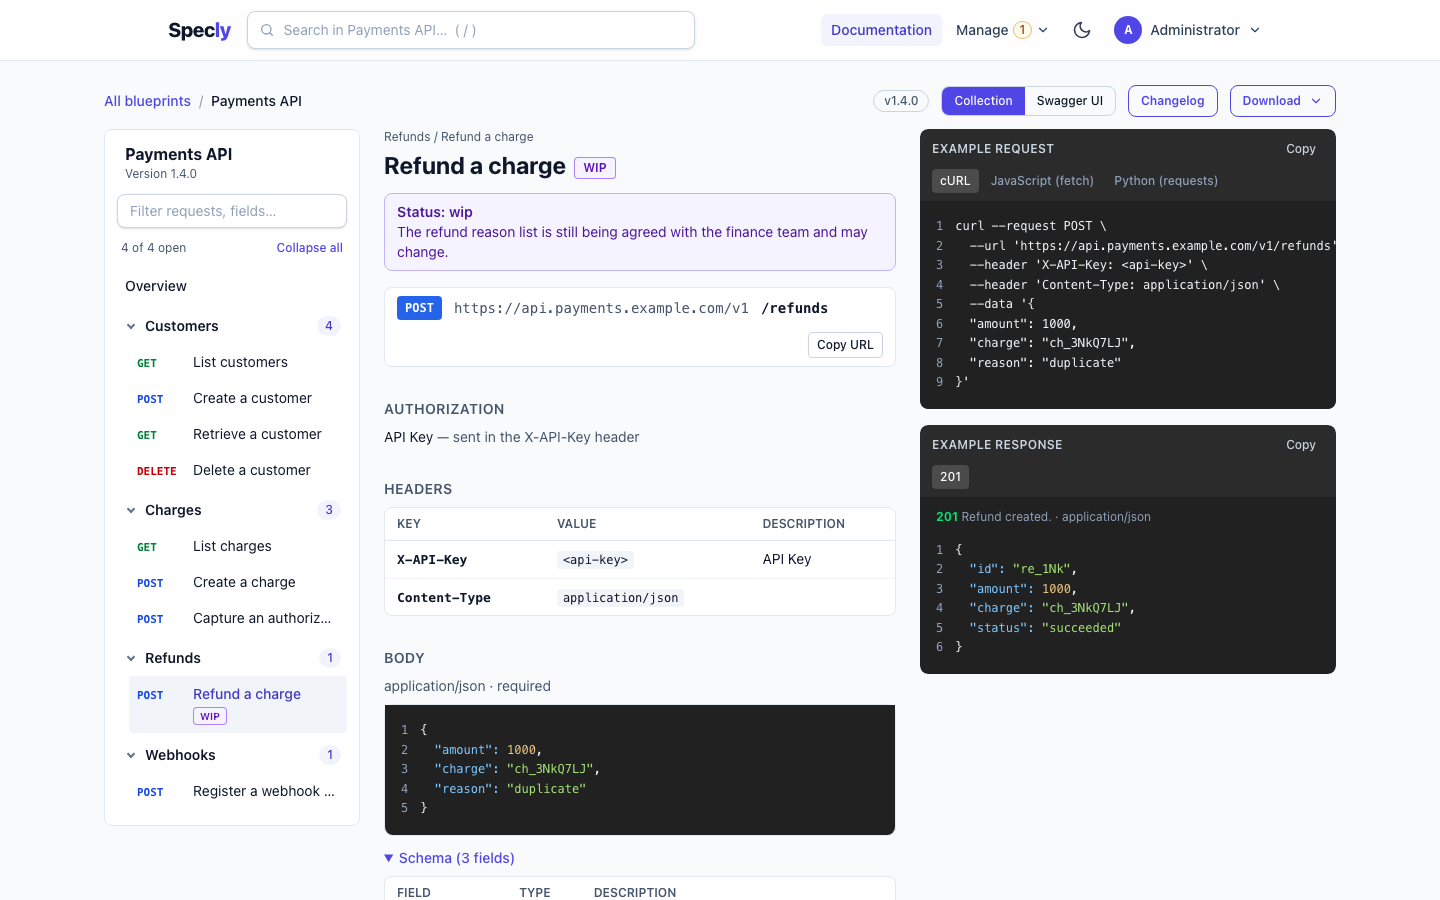 Specly
Search in Payments API... ( / )
Documentation
Manage 1
A Administrator
All blueprints / Payments API
v1.4.0
Collection
Swagger UI
Changelog
Download
Payments API
Version 1.4.0
Filter requests, fields...
4 of 4 open
Collapse all
Overview
Customers 4
GET List customers
POST Create a customer
GET Retrieve a customer
DELETE Delete a customer
Charges 3
GET List charges
POST Create a charge
POST Capture an authoriz...
Refunds 1
POST Refund a charge
WIP
Webhooks 1
POST Register a webhook ...
Refunds / Refund a charge
Refund a charge WIP
Status: wip
The refund reason list is still being agreed with the finance team and may
change.
POST https://api.payments.example.com/v1 /refunds
Copy URL
AUTHORIZATION
API Key — sent in the X-API-Key header
HEADERS
KEY VALUE DESCRIPTION
X-API-Key <api-key> API Key
Content-Type application/json
BODY
application/json · required
1 {
2 "amount": 1000,
3 "charge": "ch_3NkQ7LJ",
4 "reason": "duplicate"
5 }
▼ Schema (3 fields)
FIELD TYPE DESCRIPTION
EXAMPLE REQUEST
Copy
cURL JavaScript (fetch) Python (requests)
1 curl --request POST \
2 --url 'https://api.payments.example.com/v1/refunds'
3 --header 'X-API-Key: <api-key>' \
4 --header 'Content-Type: application/json' \
5 --data '{
6 "amount": 1000,
7 "charge": "ch_3NkQ7LJ",
8 "reason": "duplicate"
9 }'
EXAMPLE RESPONSE
Copy
201
201 Refund created. · application/json
1 {
2 "id": "re_1Nk",
3 "amount": 1000,
4 "charge": "ch_3NkQ7LJ",
5 "status": "succeeded"
6 }